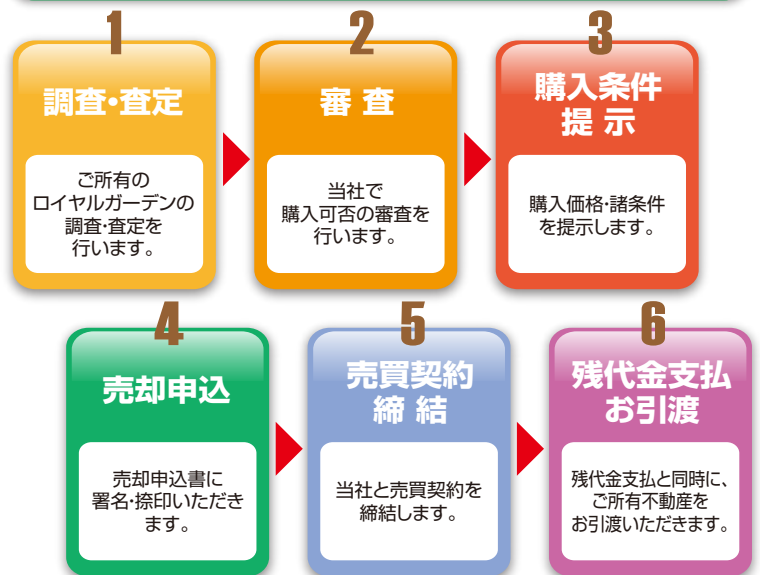 1
調査・査定
ご所有の
ロイヤルガーデンの
調査・査定を
行います。
2
審 査
当社で
購入可否の審査を
行います。
3
購入条件
提 示
購入価格・諸条件
を提示します。
4
売却申込
売却申込書に
署名・捺印いただき
ます。
5
売買契約
締 結
当社と売買契約を
締結します。
6
残代金支払
お引渡
残代金支払と同時に、
ご所有不動産を
お引渡いただきます。